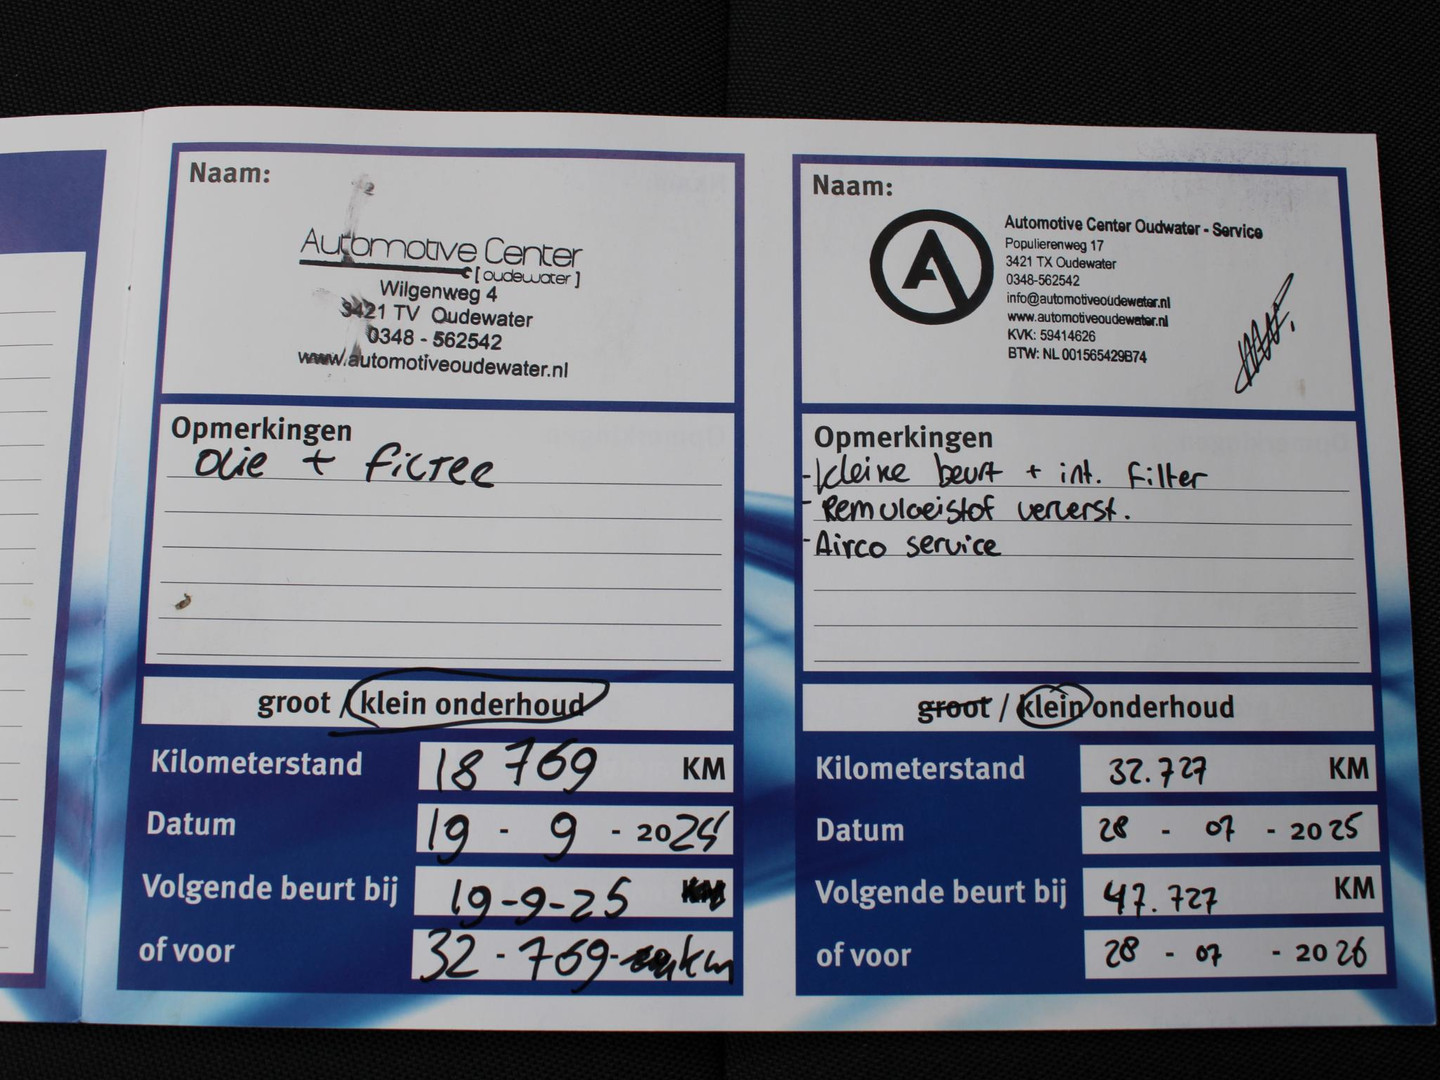 Naam:
Automotive Center
[oudewater]
Wilgenweg 4
3421 TV Oudewater
0348 - 562542
www.automotiveoudewater.nl
Opmerkingen
Olie + Filter
groot / klein onderhoud
Kilometerstand 18 769 KM
Datum 19 - 9 - 2024
Volgende beurt bij 19-9-25 KM
of voor 32-769- km
Naam:
Automotive Center Oudwater - Service
Populierenweg 17
3421 TX Oudewater
0348-562542
info@automotiveoudewater.nl
www.automotiveoudewater.nl
KVK: 59414626
BTW: NL 001565429B74
Opmerkingen
-Kleine beurt + int. Filter
-Remvloeistof ververst.
-Airco service
groot / klein onderhoud
Kilometerstand 32.727 KM
Datum 28 - 07 - 2025
Volgende beurt bij 47.727 KM
of voor 28 - 07 - 2026